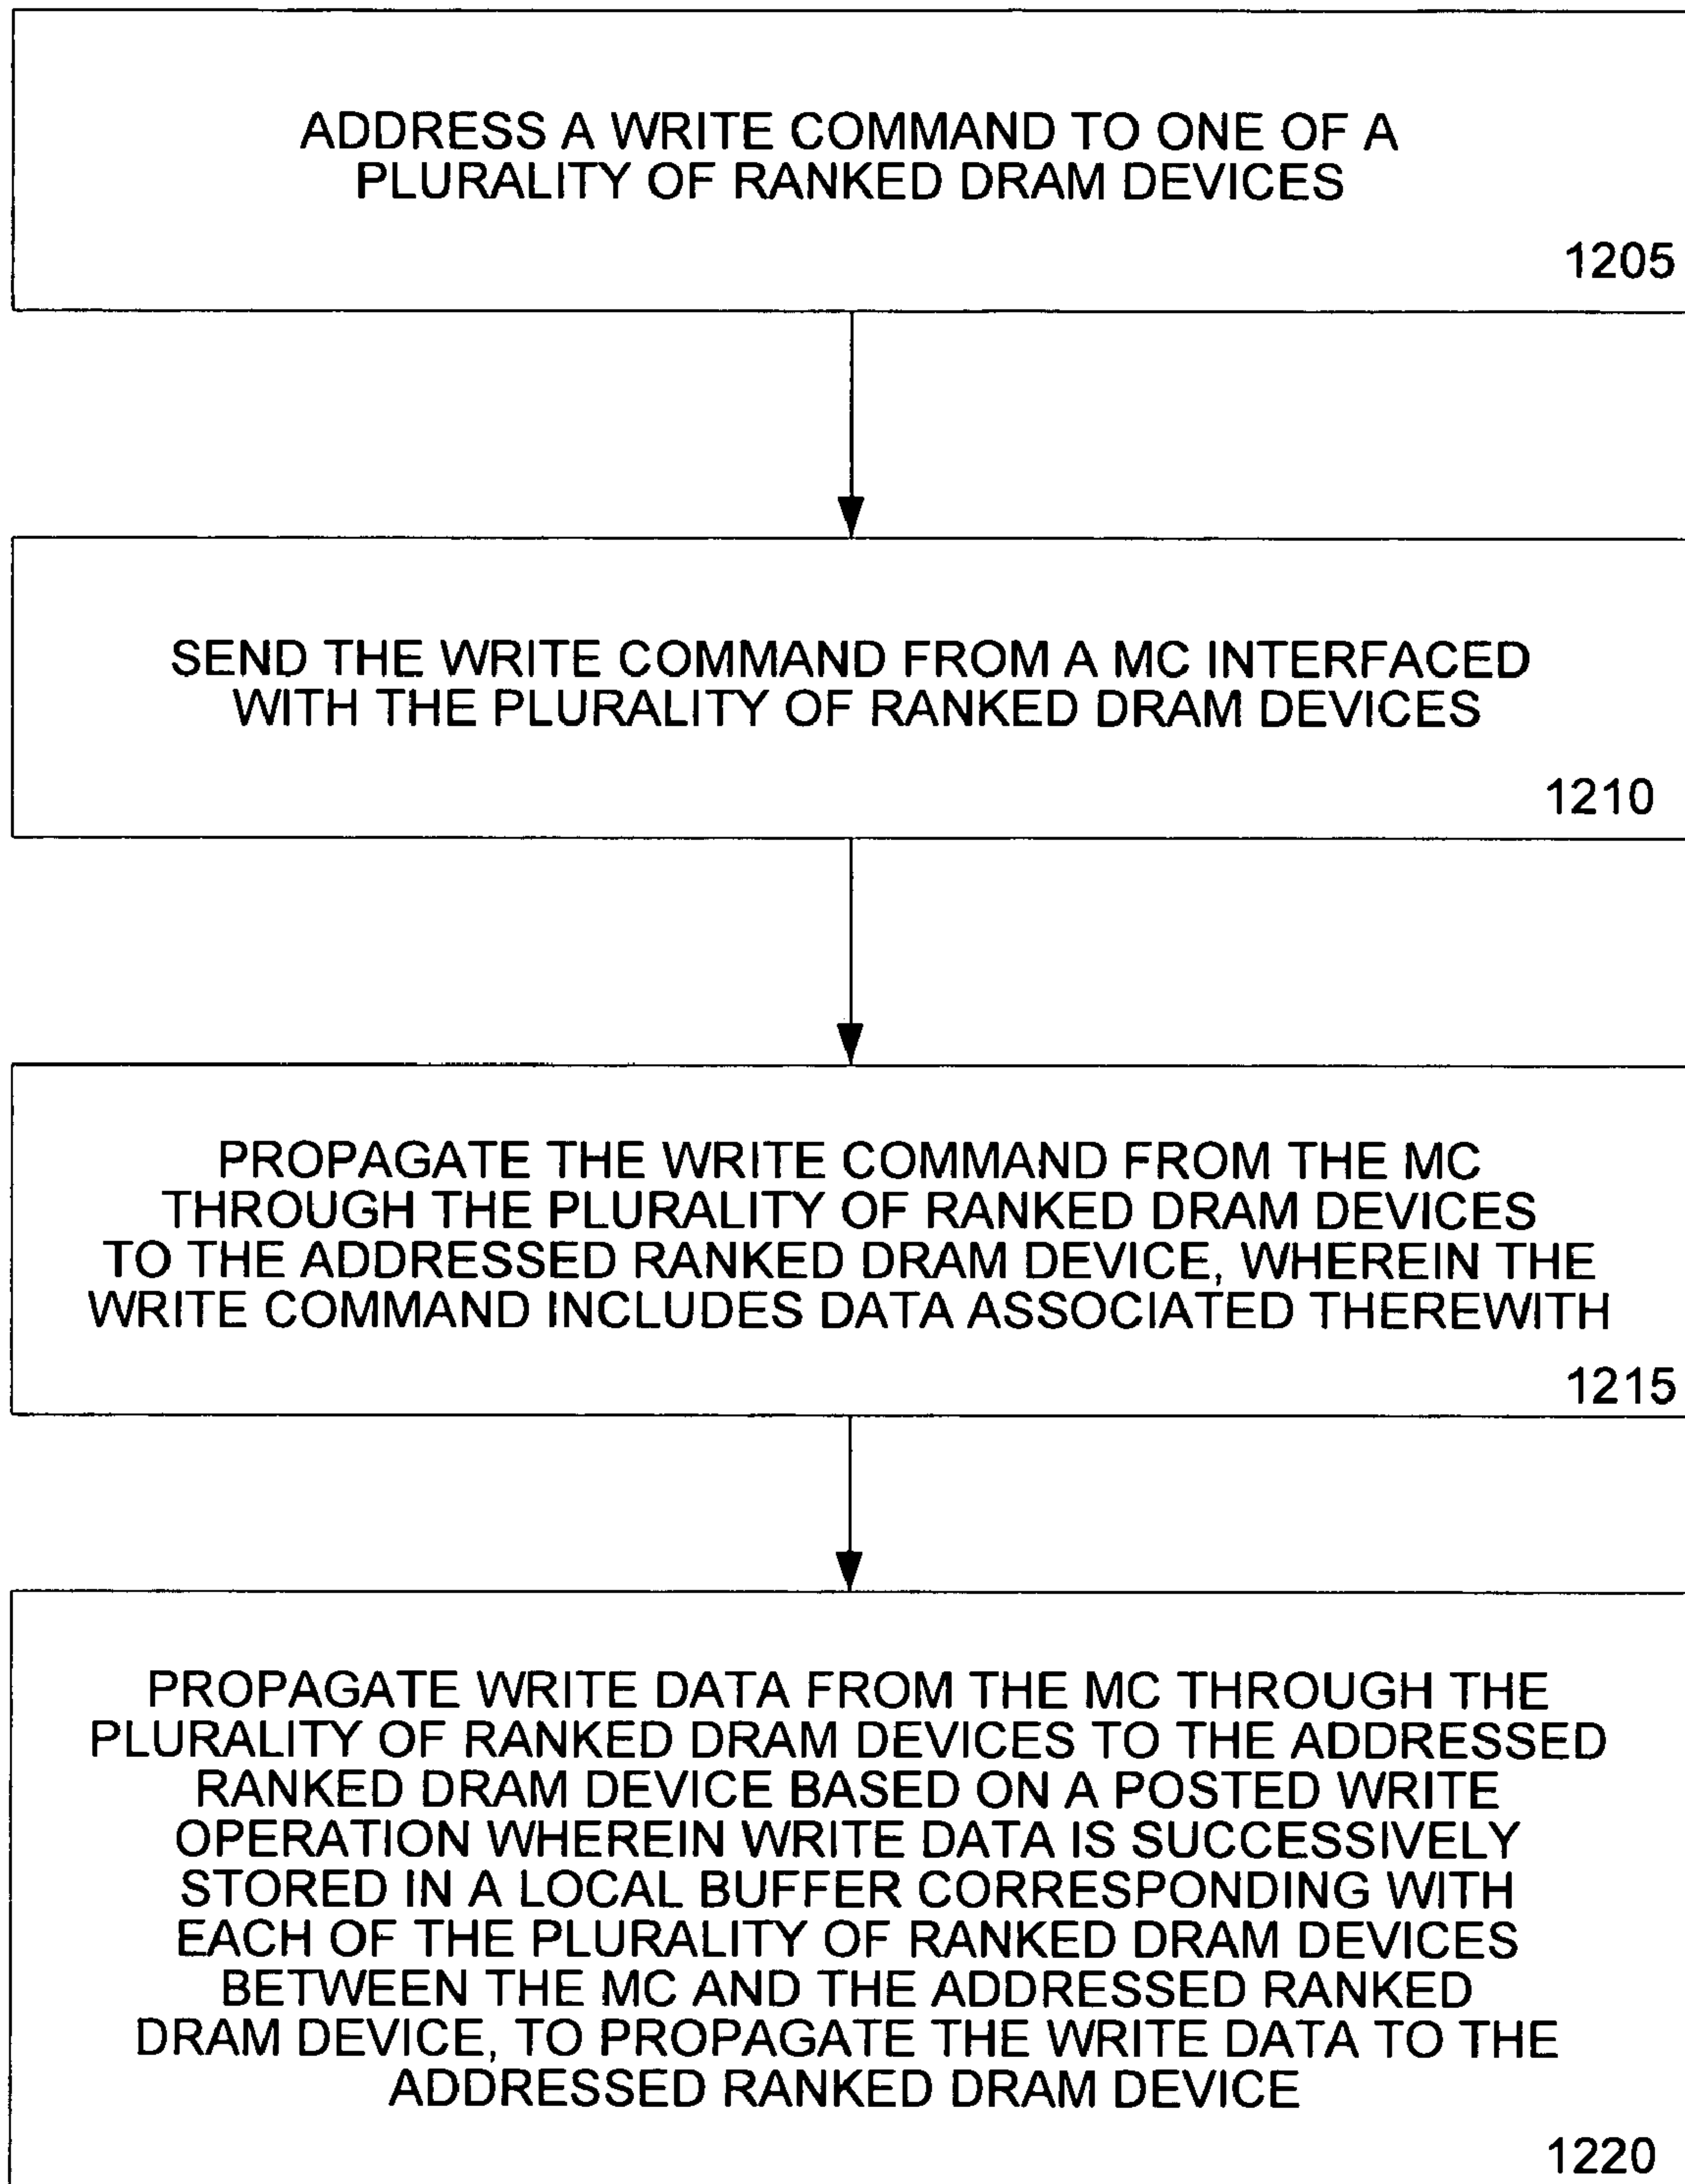 ADDRESS A WRITE COMMAND TO ONE OF A
PLURALITY OF RANKED DRAM DEVICES
1205
SEND THE WRITE COMMAND FROM A MC INTERFACED
WITH THE PLURALITY OF RANKED DRAM DEVICES
1210
PROPAGATE THE WRITE COMMAND FROM THE MC
THROUGH THE PLURALITY OF RANKED DRAM DEVICES
TO THE ADDRESSED RANKED DRAM DEVICE, WHEREIN THE
WRITE COMMAND INCLUDES DATA ASSOCIATED THEREWITH
1215
PROPAGATE WRITE DATA FROM THE MC THROUGH THE
PLURALITY OF RANKED DRAM DEVICES TO THE ADDRESSED
RANKED DRAM DEVICE BASED ON A POSTED WRITE
OPERATION WHEREIN WRITE DATA IS SUCCESSIVELY
STORED IN A LOCAL BUFFER CORRESPONDING WITH
EACH OF THE PLURALITY OF RANKED DRAM DEVICES
BETWEEN THE MC AND THE ADDRESSED RANKED
DRAM DEVICE, TO PROPAGATE THE WRITE DATA TO THE
ADDRESSED RANKED DRAM DEVICE
1220